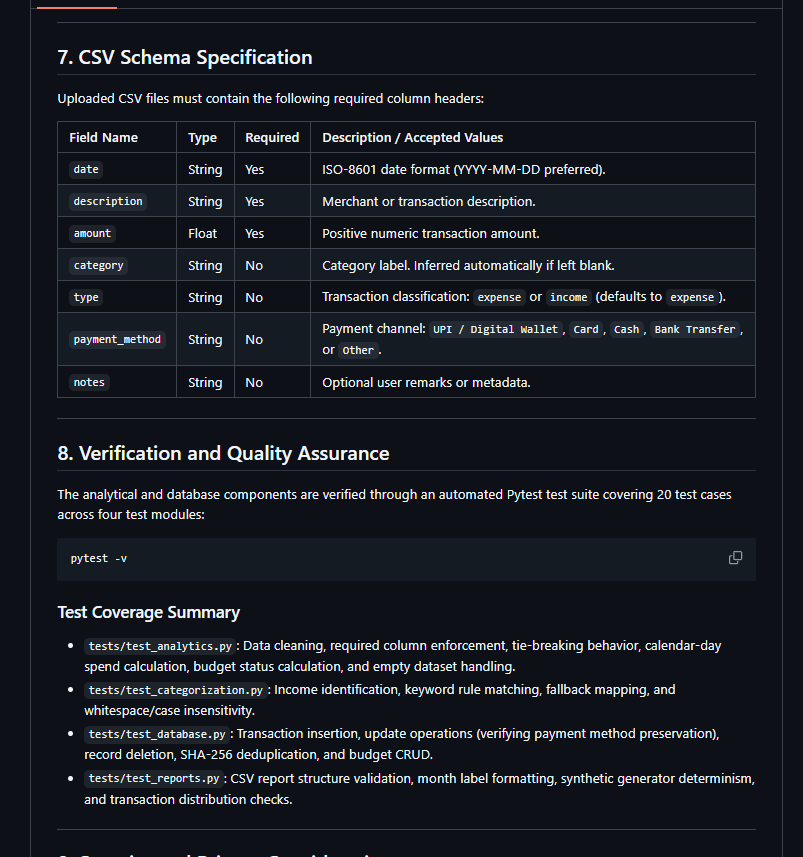 7. CSV Schema Specification
Uploaded CSV files must contain the following required column headers:
Field Name Type Required Description / Accepted Values
date String Yes ISO-8601 date format (YYYY-MM-DD preferred).
description String Yes Merchant or transaction description.
amount Float Yes Positive numeric transaction amount.
category String No Category label. Inferred automatically if left blank.
type String No Transaction classification: expense or income (defaults to expense).
payment_method String No Payment channel: UPI / Digital Wallet, Card, Cash, Bank Transfer,
or Other.
notes String No Optional user remarks or metadata.
8. Verification and Quality Assurance
The analytical and database components are verified through an automated Pytest test suite covering 20 test cases
across four test modules:
pytest -v
Test Coverage Summary
• tests/test_analytics.py: Data cleaning, required column enforcement, tie-breaking behavior, calendar-day
spend calculation, budget status calculation, and empty dataset handling.
• tests/test_categorization.py: Income identification, keyword rule matching, fallback mapping, and
whitespace/case insensitivity.
• tests/test_database.py: Transaction insertion, update operations (verifying payment method preservation),
record deletion, SHA-256 deduplication, and budget CRUD.
• tests/test_reports.py: CSV report structure validation, month label formatting, synthetic generator determinism,
and transaction distribution checks.